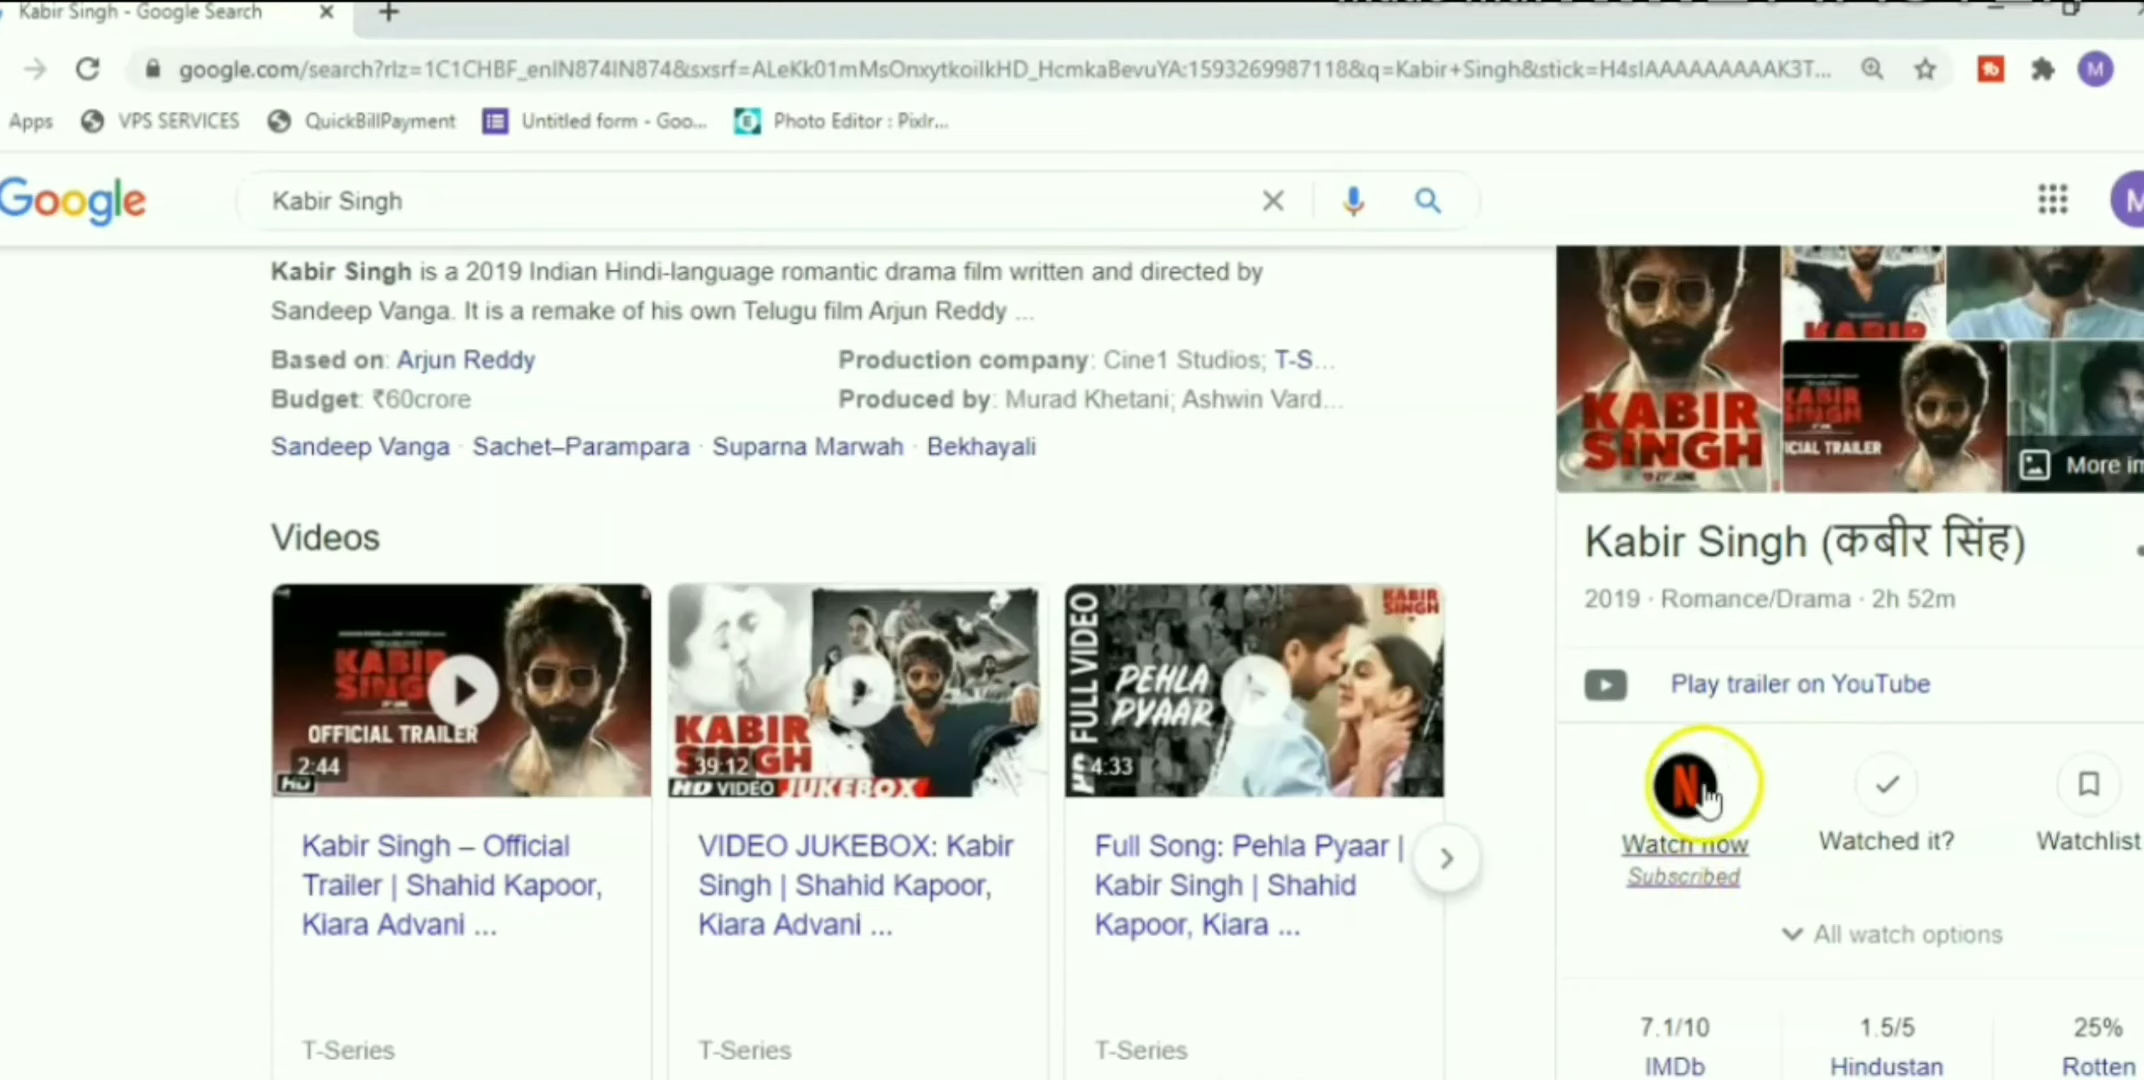 Kabir Singh - Google Search
google.com/search?rlz=1C1CHBF_enIN874IN874&sxsrf=ALeKk01mMsOnxytkoilkHD_HcmkaBevuYA:1593269987118&q=Kabir+Singh&stick=H4sIAAAAAAAAAK3T...
M
Apps VPS SERVICES QuickBillPayment Untitled form - Goo... Photo Editor : Pixlr...
Google Kabir Singh M
Kabir Singh is a 2019 Indian Hindi-language romantic drama film written and directed by
Sandeep Vanga. It is a remake of his own Telugu film Arjun Reddy ...
Based on: Arjun Reddy Production company: Cine1 Studios; T-S...
Budget: ₹60crore Produced by: Murad Khetani; Ashwin Vard...
Sandeep Vanga · Sachet–Parampara · Suparna Marwah · Bekhayali
KABIR
KABIR
SINGH
KABIR
SINGH
CIAL TRAILER
More im
Kabir Singh (कबीर सिंह)
2019 · Romance/Drama · 2h 52m
Play trailer on YouTube
N
Watch now Watched it? Watchlist
Subscribed
All watch options
7.1/10 1.5/5 25%
IMDb Hindustan Rotten
Videos
KABIR
SING
OFFICIAL TRAILER
2:44
HD
Kabir Singh – Official
Trailer | Shahid Kapoor,
Kiara Advani ...
T-Series
KABIR
SINGH
39:12
HD VIDEO JUKEBOX
VIDEO JUKEBOX: Kabir
Singh | Shahid Kapoor,
Kiara Advani ...
T-Series
FULL VIDEO
KABIR
SINGH
PEHLA
PYAAR
4:33
Full Song: Pehla Pyaar |
Kabir Singh | Shahid
Kapoor, Kiara ...
T-Series